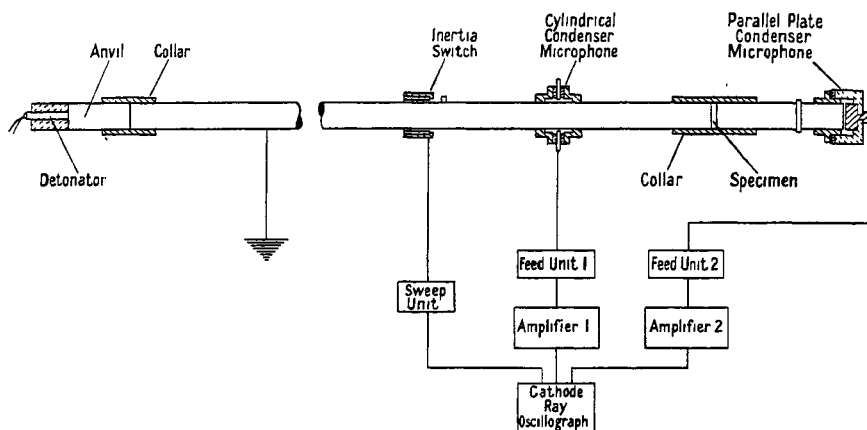 Cylindrical
Condenser
Microphone
Parallel Plate
Condenser
Microphone
Inertia
Switch
Anvil
Collar
Detonator
Collar
Specimen
Feed Unit 1
Feed Unit 2
Sweep
Unit
Amplifier 1
Amplifier 2
Cathode
Ray
Oscillograph